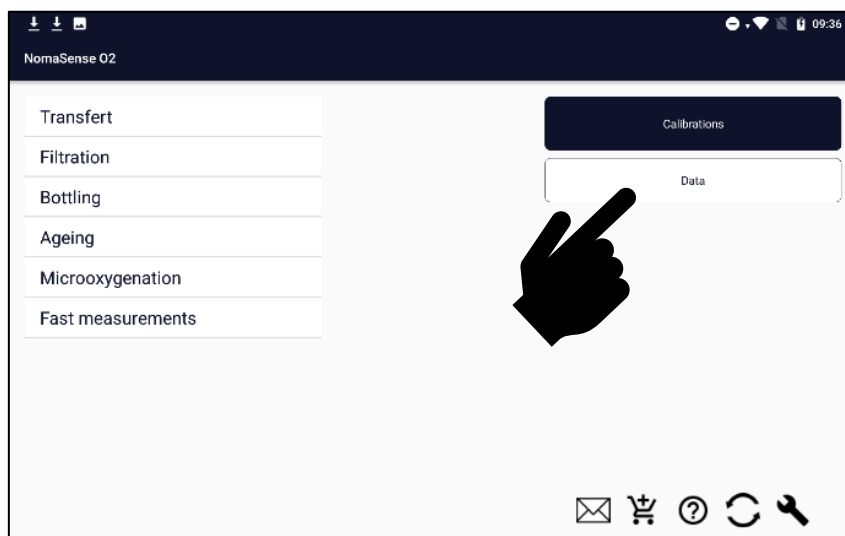 09:36
NomaSense O2
Transfert
Filtration
Bottling
Ageing
Microoxygenation
Fast measurements
Calibrations
Data